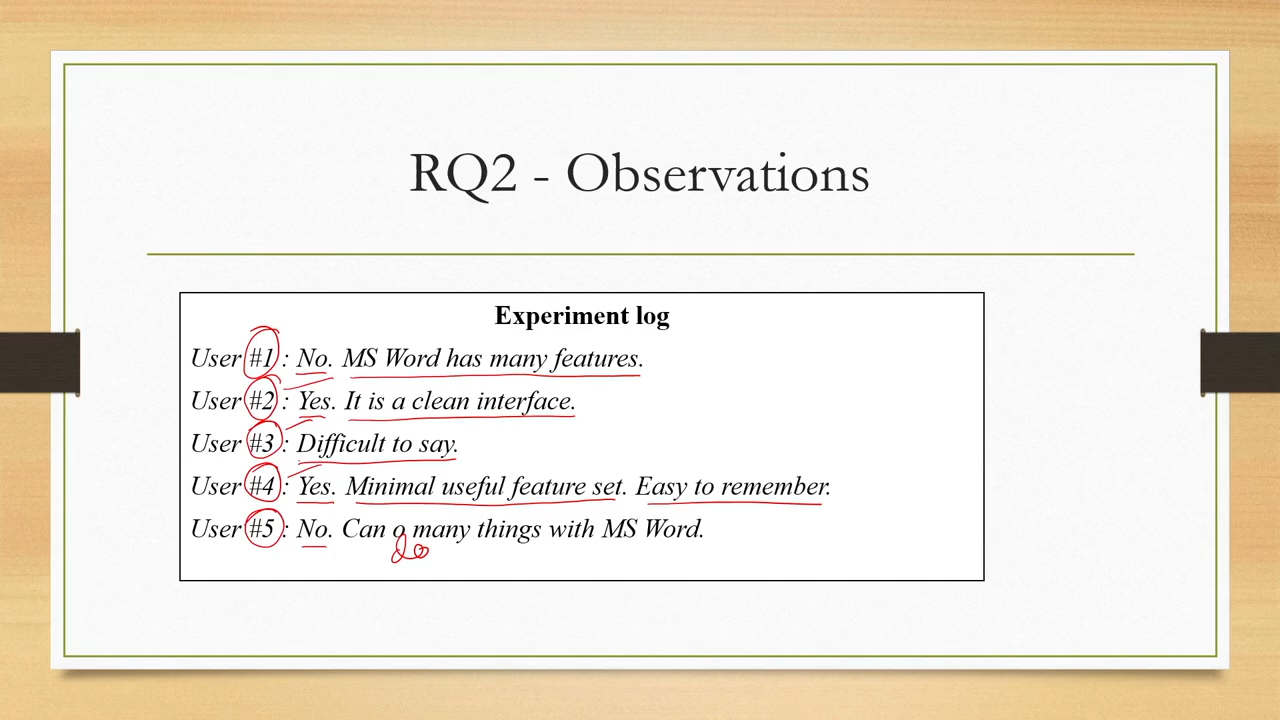 RQ2 - Observations
Experiment log
User #1 : No. MS Word has many features.
User #2 : Yes. It is a clean interface.
User #3 : Difficult to say.
User #4 : Yes. Minimal useful feature set. Easy to remember.
User #5 : No. Can o many things with MS Word.
do